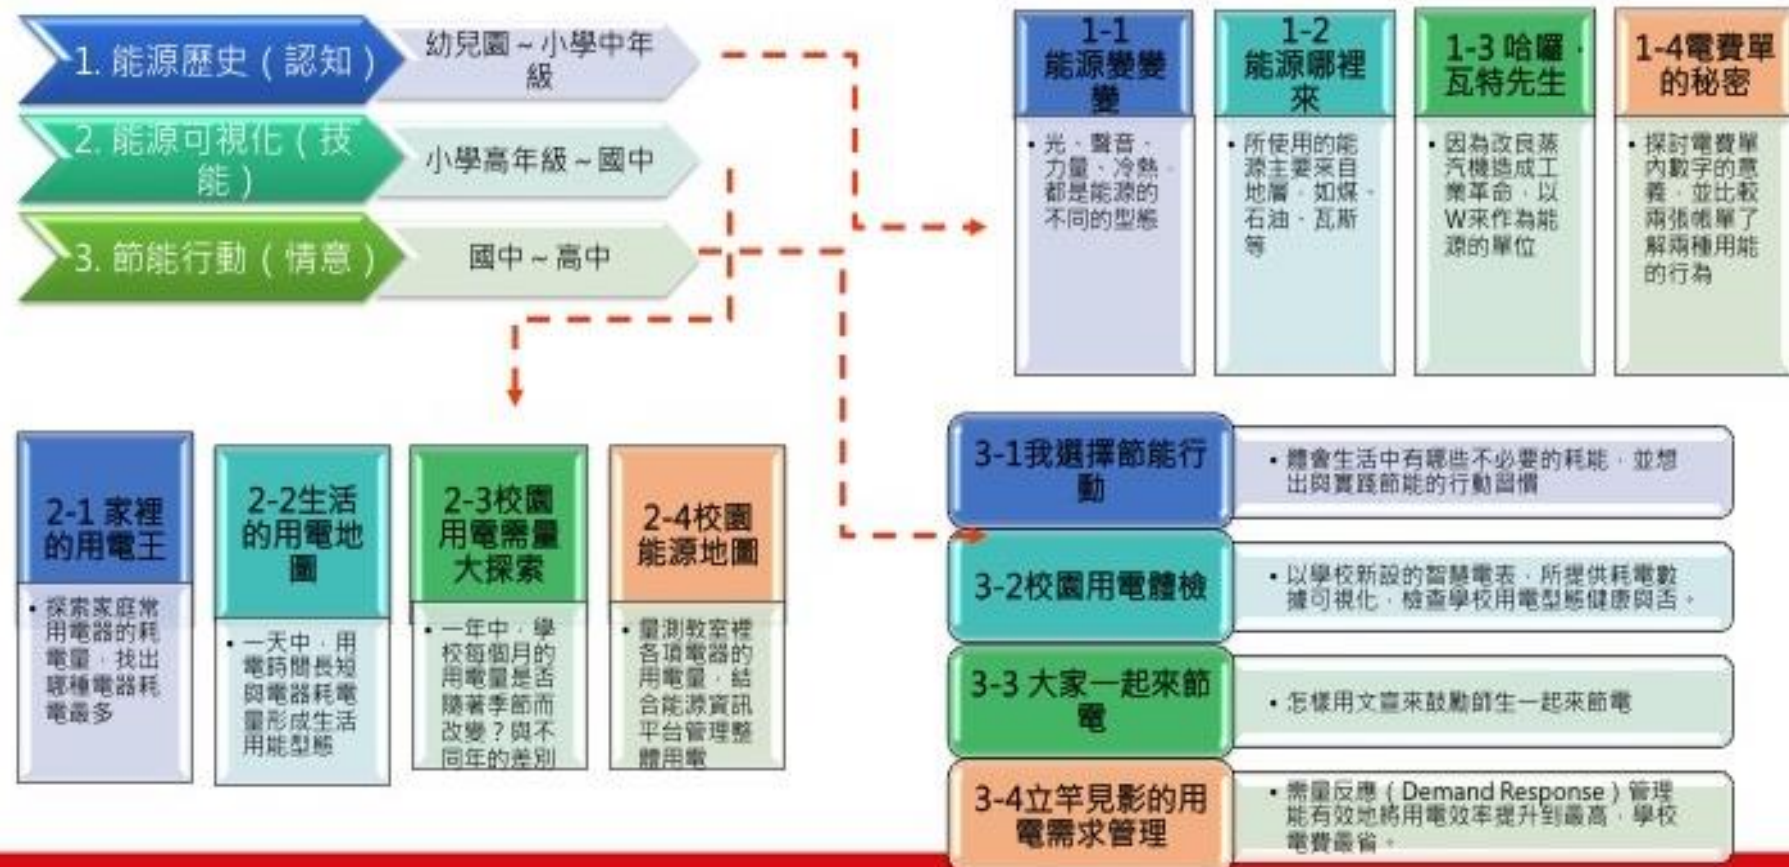 1. 能源歷史（認知）
幼兒園～小學中年
級
2. 能源可視化（技
能）
小學高年級～國中
3. 節能行動（情意）
國中～高中
1-1
能源變變
變
• 光、聲音、
力量、冷熱，
都是能源的
不同的型態
1-2
能源哪裡
來
• 所使用的能
源主要來自
地層，如煤、
石油、瓦斯
等
1-3 哈囉，
瓦特先生
• 因為改良蒸
汽機造成工
業革命，以
W來作為能
源的單位
1-4電費單
的秘密
• 探討電費單
內數字的意
義，並比較
兩張帳單了
解兩種用能
的行為
2-1 家裡
的用電王
• 探索家庭常
用電器的耗
電量，找出
哪種電器耗
電最多
2-2生活
的用電地
圖
• 一天中，用
電時間長短
與電器耗電
量形成生活
用能型態
2-3校園
用電需量
大探索
• 一年中，學
校每個月的
用電量是否
隨著季節而
改變？與不
同年的差別
2-4校園
能源地圖
• 量測教室裡
各項電器的
用電量，結
合能源資訊
平台管理整
體用電
3-1我選擇節能行
動
• 體會生活中有哪些不必要的耗能，並想
出與實踐節能的行動習慣
3-2校園用電體檢
• 以學校新設的智慧電表，所提供耗電數
據可視化，檢查學校用電型態健康與否。
3-3 大家一起來節
電
• 怎樣用文宣來鼓勵師生一起來節電
3-4立竿見影的用
電需求管理
• 需量反應（Demand Response）管理
能有效地將用電效率提升到最高，學校
電費最省。